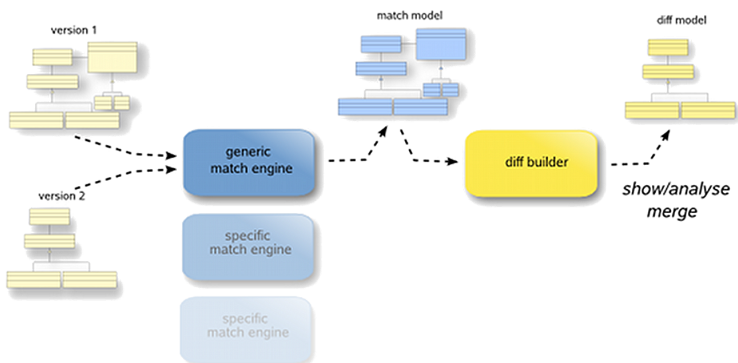 version 1
match model
diff model
generic
match engine
diff builder
show/analyse
merge
version 2
specific
match engine
specific
match engine